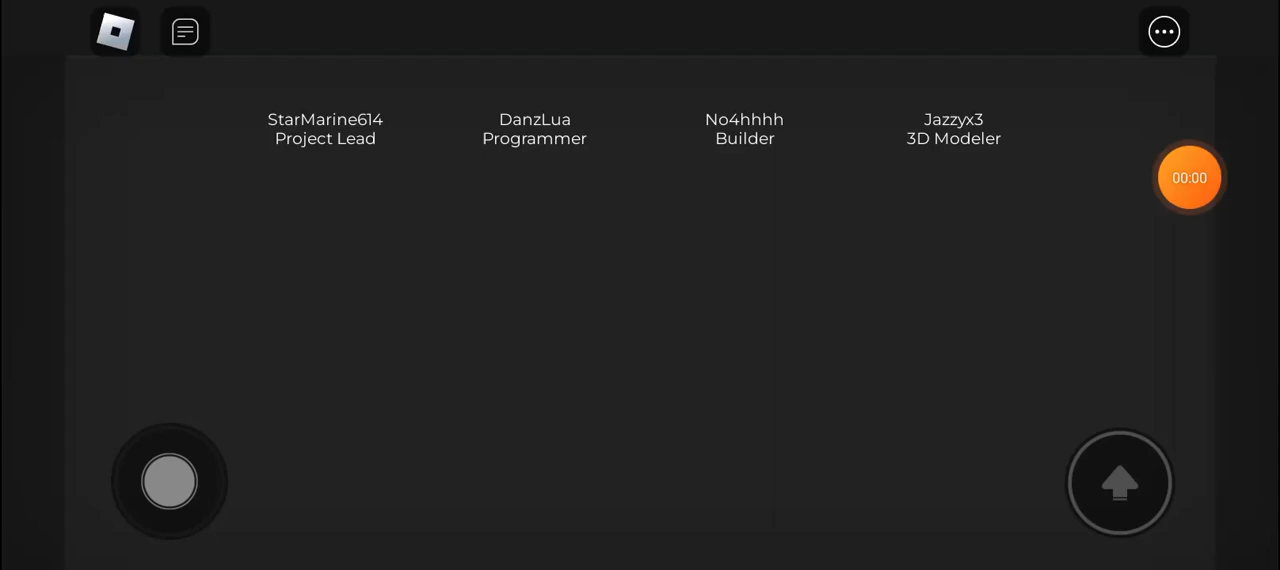 StarMarine614
Project Lead
DanzLua
Programmer
No4hhhh
Builder
Jazzyx3
3D Modeler
00:00